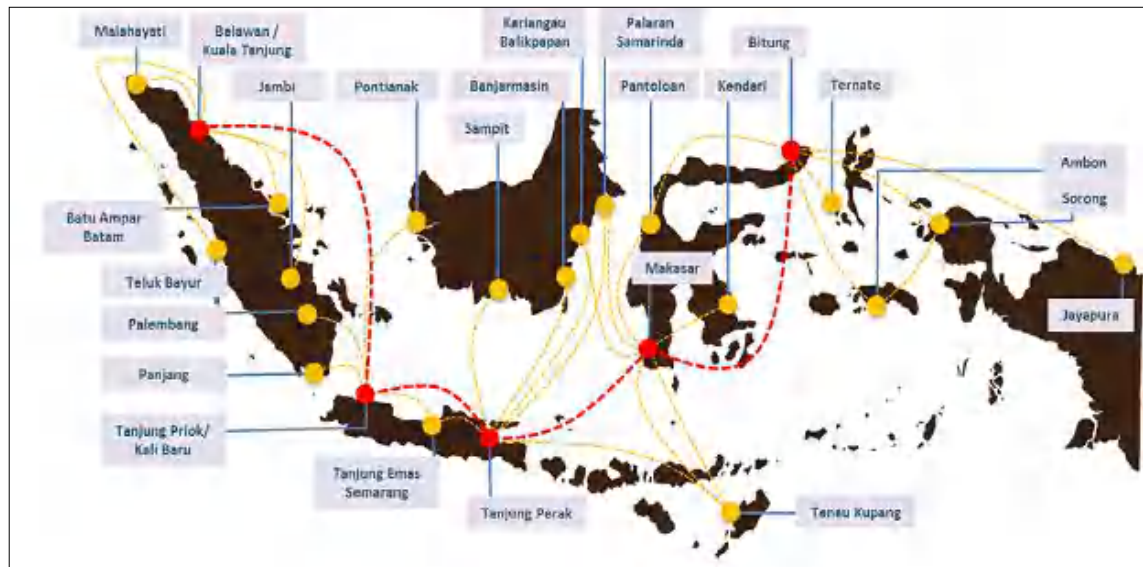 Malahayati
Belawan /
Kuala Tanjung
Jambi
Pontianak
Banjarmasin
Sampit
Kariangau
Balikpapan
Palaran
Samarinda
Pantoloan
Kendari
Bitung
Ternate
Ambon
Sorong
Batu Ampar
Batam
Teluk Bayur
Palembang
Panjang
Makasar
Jayapura
Tanjung Priok/
Kali Baru
Tanjung Emas
Semarang
Tanjung Perak
Tenau Kupang